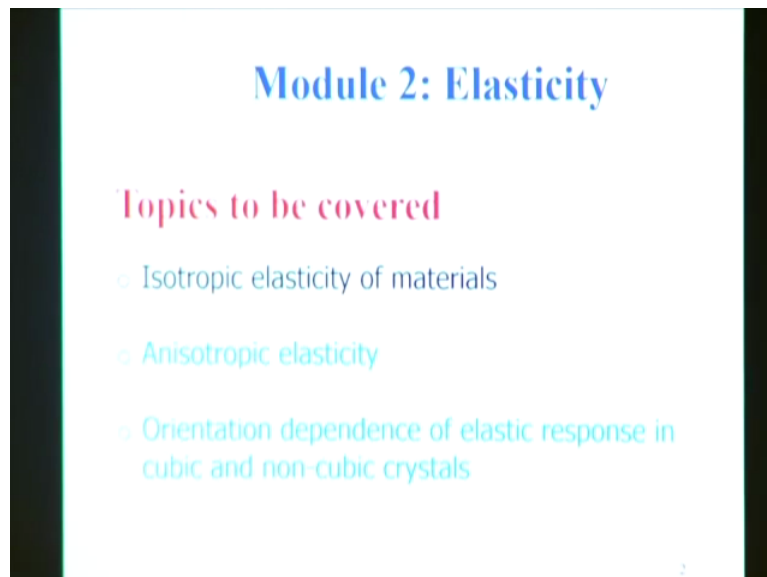 Module 2: Elasticity
Topics to be covered
Isotropic elasticity of materials
Anisotropic elasticity
Orientation dependence of elastic response in
cubic and non-cubic crystals
2